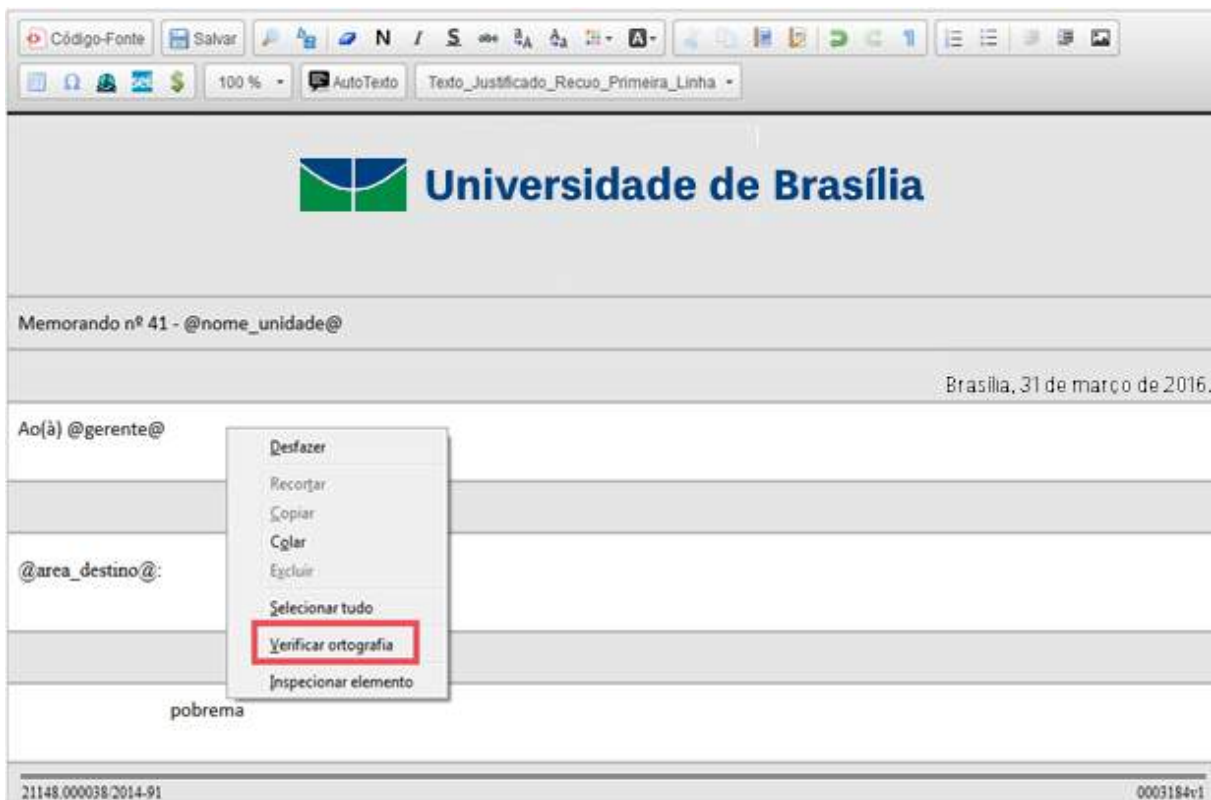 Código-Fonte Salvar N I S abc AutoTexto
100 % AutoTexto Texto_Justificado_Recuo_Primeira_Linha
Universidade de Brasília
Memorando nº 41 - @nome_unidade@
Brasília, 31 de março de 2016.
Ao(à) @gerente@
Desfazer
Recortar
Copiar
Colar
Excluir
@area_destino@:
Selecionar tudo
Verificar ortografia
Inspecionar elemento
pobrema
21148.000038/2014-91 0003184v1